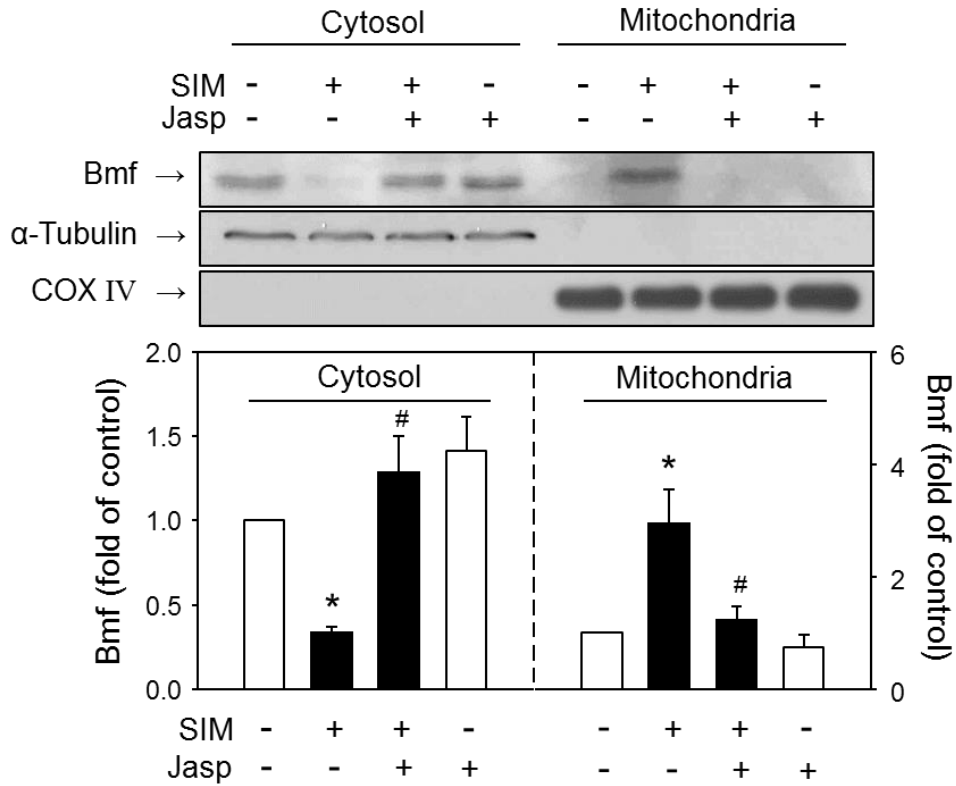 Cytosol Mitochondria
SIM - + + - - + + -
Jasp - - + + - - + +
Bmf →
α-Tubulin →
COX IV →
2.0 6
Cytosol Mitochondria
#
1.5
* 4
1.0
#
2
* 0.5
0.0 0
Bmf (fold of control)
Bmf (fold of control)
SIM - + + - - + + -
Jasp - - + + - - + +